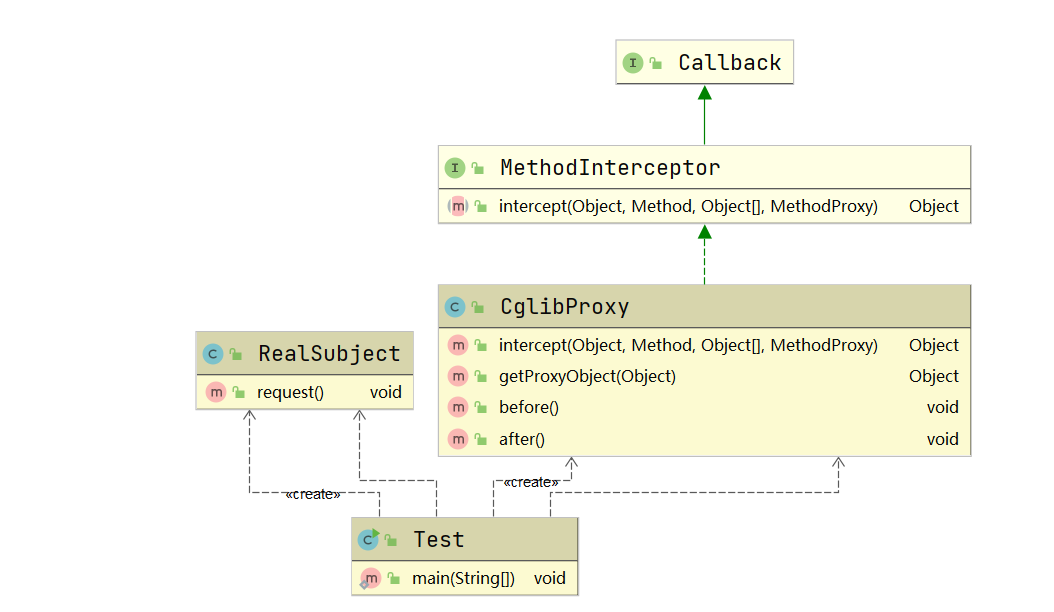 Callback
MethodInterceptor
intercept(Object, Method, Object[], MethodProxy) Object
CglibProxy
intercept(Object, Method, Object[], MethodProxy) Object
getProxyObject(Object) Object
before() void
after() void
RealSubject
request() void
«create»
«create»
Test
main(String[]) void